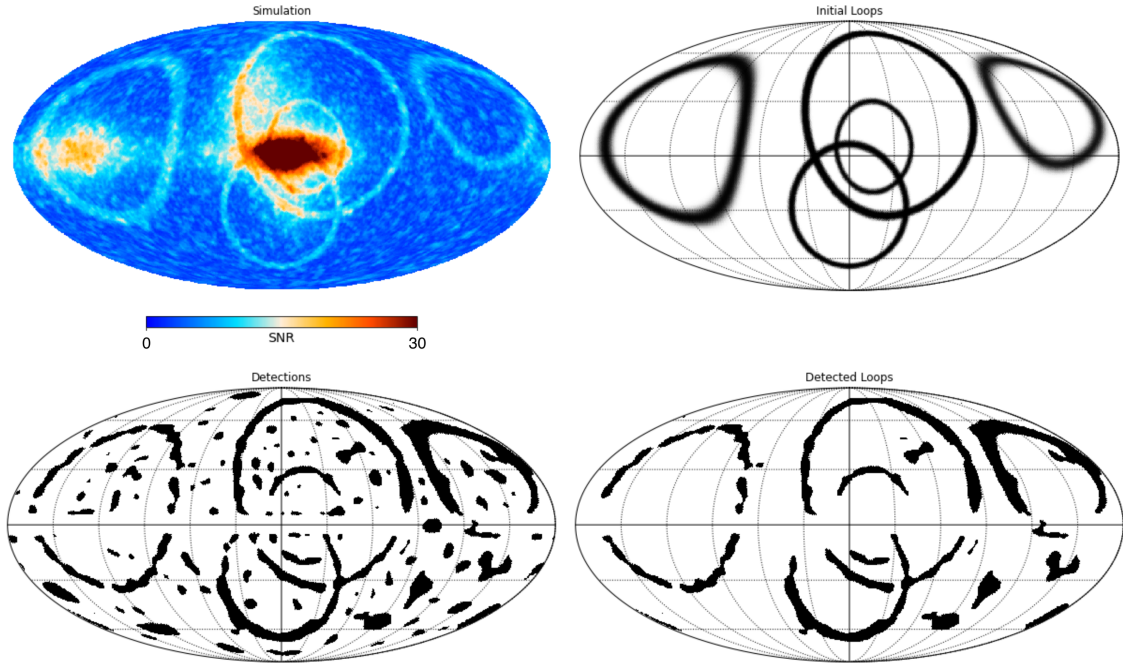 Simulation
Initial Loops
0
SNR
30
Detections
Detected Loops